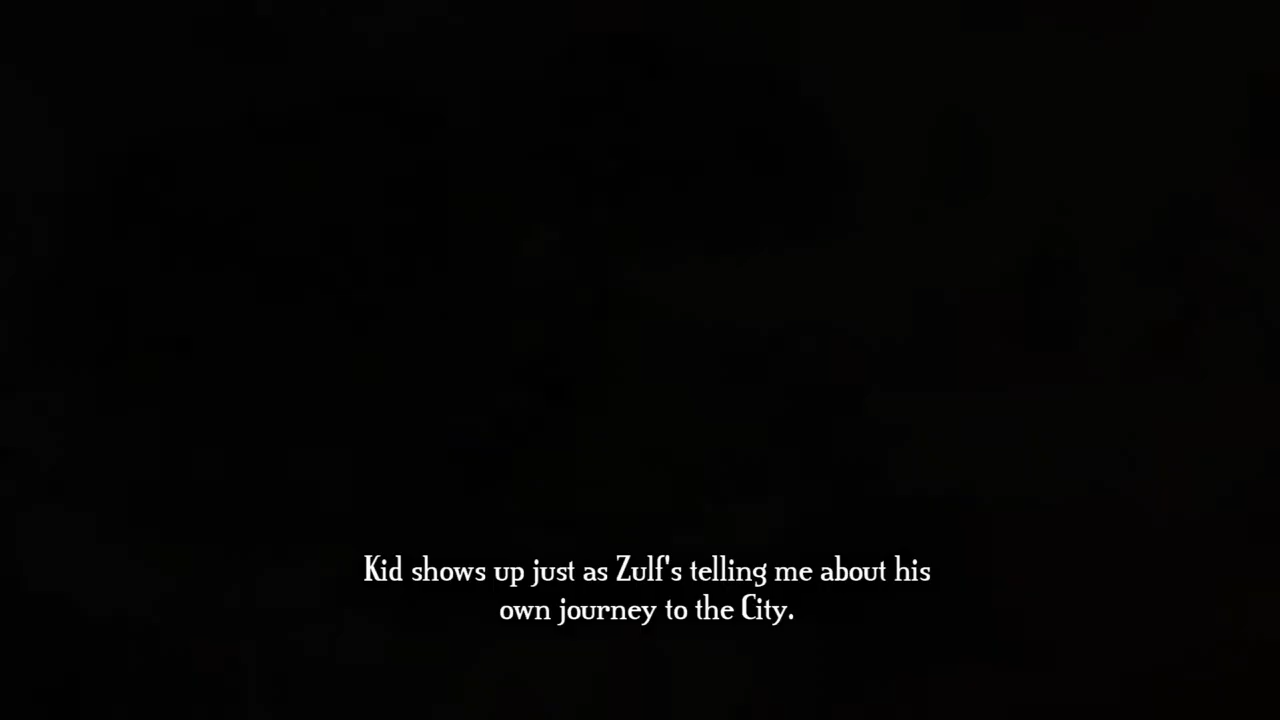 Kid shows up just as Zulf's telling me about his
own journey to the City.